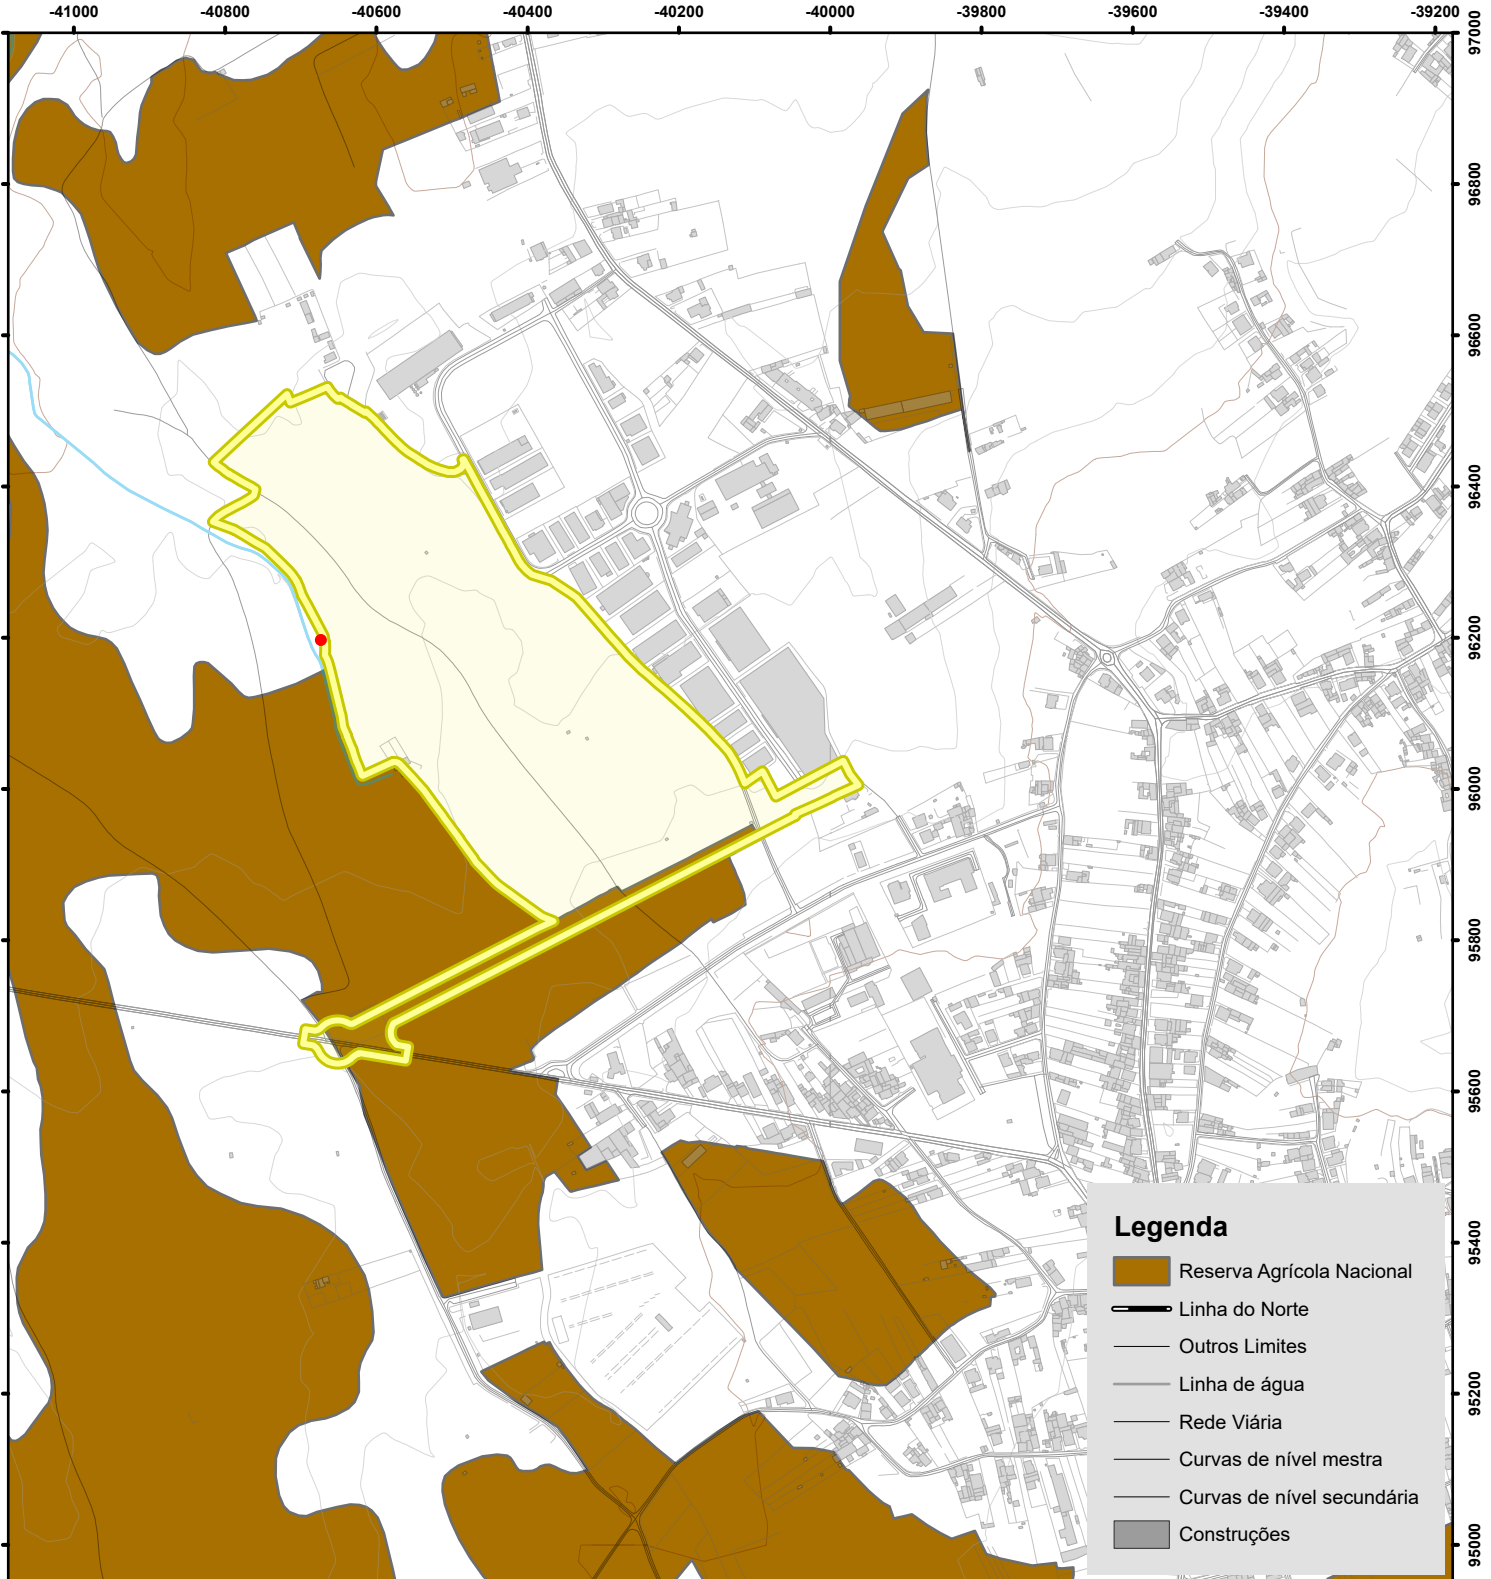 -41000 -40800 -40600 -40400 -40200 -40000 -39800 -39600 -39400 -39200
97000
96800
96600
96400
96200
96000
95800
95600
95400
95200
95000
Legenda
Reserva Agrícola Nacional
Linha do Norte
Outros Limites
Linha de água
Rede Viária
Curvas de nível mestra
Curvas de nível secundária
Construções